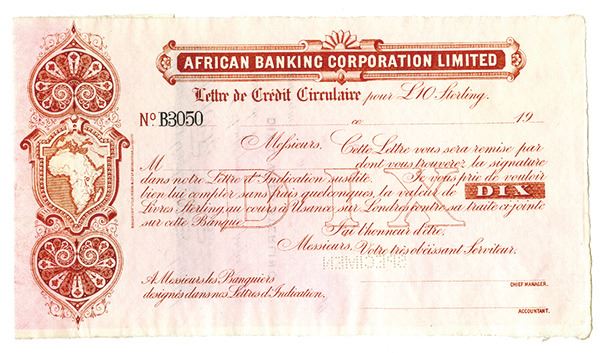 AFRICAN BANKING CORPORATION LIMITED
Lettre de Crédit Circulaire pour £10 Sterling.
No B3050 ce 19
Messieurs, Cette Lettre vous sera remise par
M dont vous trouverez la signature
dans notre Lettre d'Indication susdite. Je vous prie de vouloir
bien lui compter, sans frais quelconques, la valeur de DIX
Livres Sterling, au cours d'usance sur Londres contre sa traite ci-jointe
sur cette Banque.
DIX
J'ai l'honneur d'être,
Messieurs, Votre très obéissant Serviteur.
SPECIMEN
A Messieurs les Banquiers
désignés dans nos Lettres d'Indication.
CHIEF MANAGER.
ACCOUNTANT.